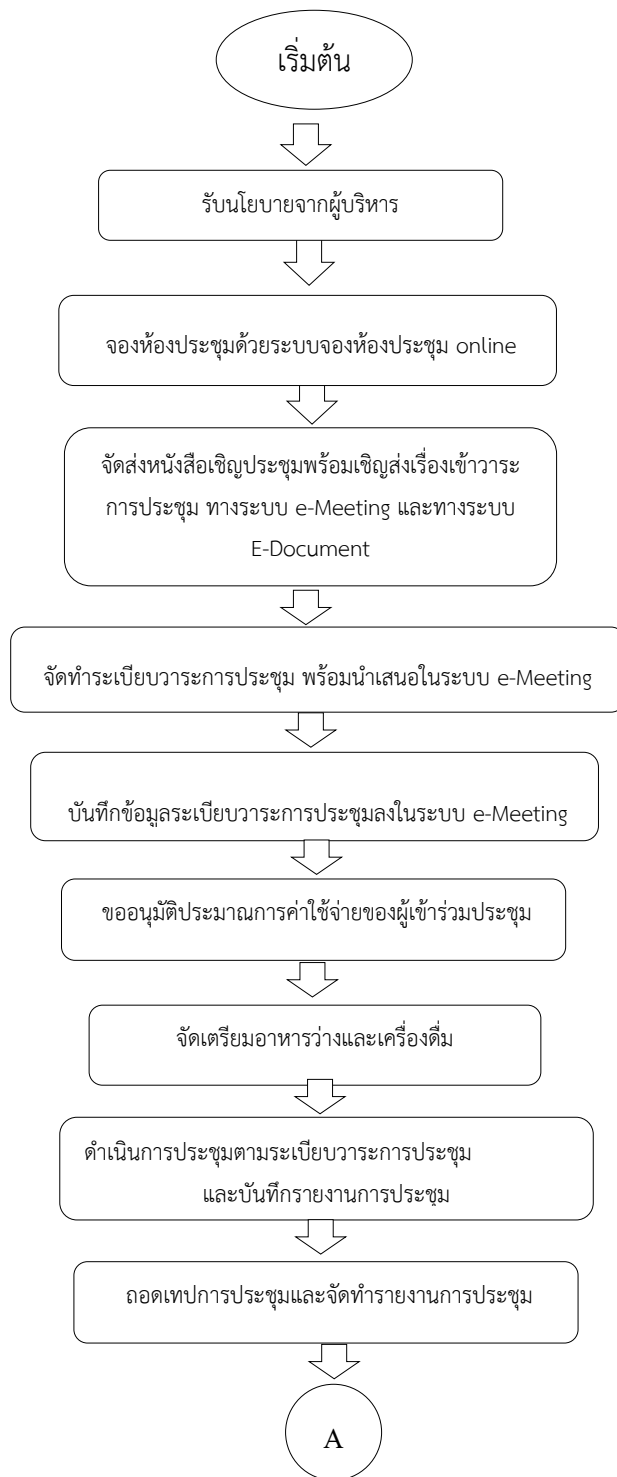 เริ่มต้น
รับนโยบายจากผู้บริหาร
จองห้องประชุมด้วยระบบจองห้องประชุม online
จัดส่งหนังสือเชิญประชุมพร้อมเชิญส่งเรื่องเข้าวาระ
การประชุม ทางระบบ e-Meeting และทางระบบ
E-Document
จัดทำระเบียบวาระการประชุม พร้อมนำเสนอในระบบ e-Meeting
บันทึกข้อมูลระเบียบวาระการประชุมลงในระบบ e-Meeting
ขออนุมัติประมาณการค่าใช้จ่ายของผู้เข้าร่วมประชุม
จัดเตรียมอาหารว่างและเครื่องดื่ม
ดำเนินการประชุมตามระเบียบวาระการประชุม
และบันทึกรายงานการประชุม
ถอดเทปการประชุมและจัดทำรายงานการประชุม
A